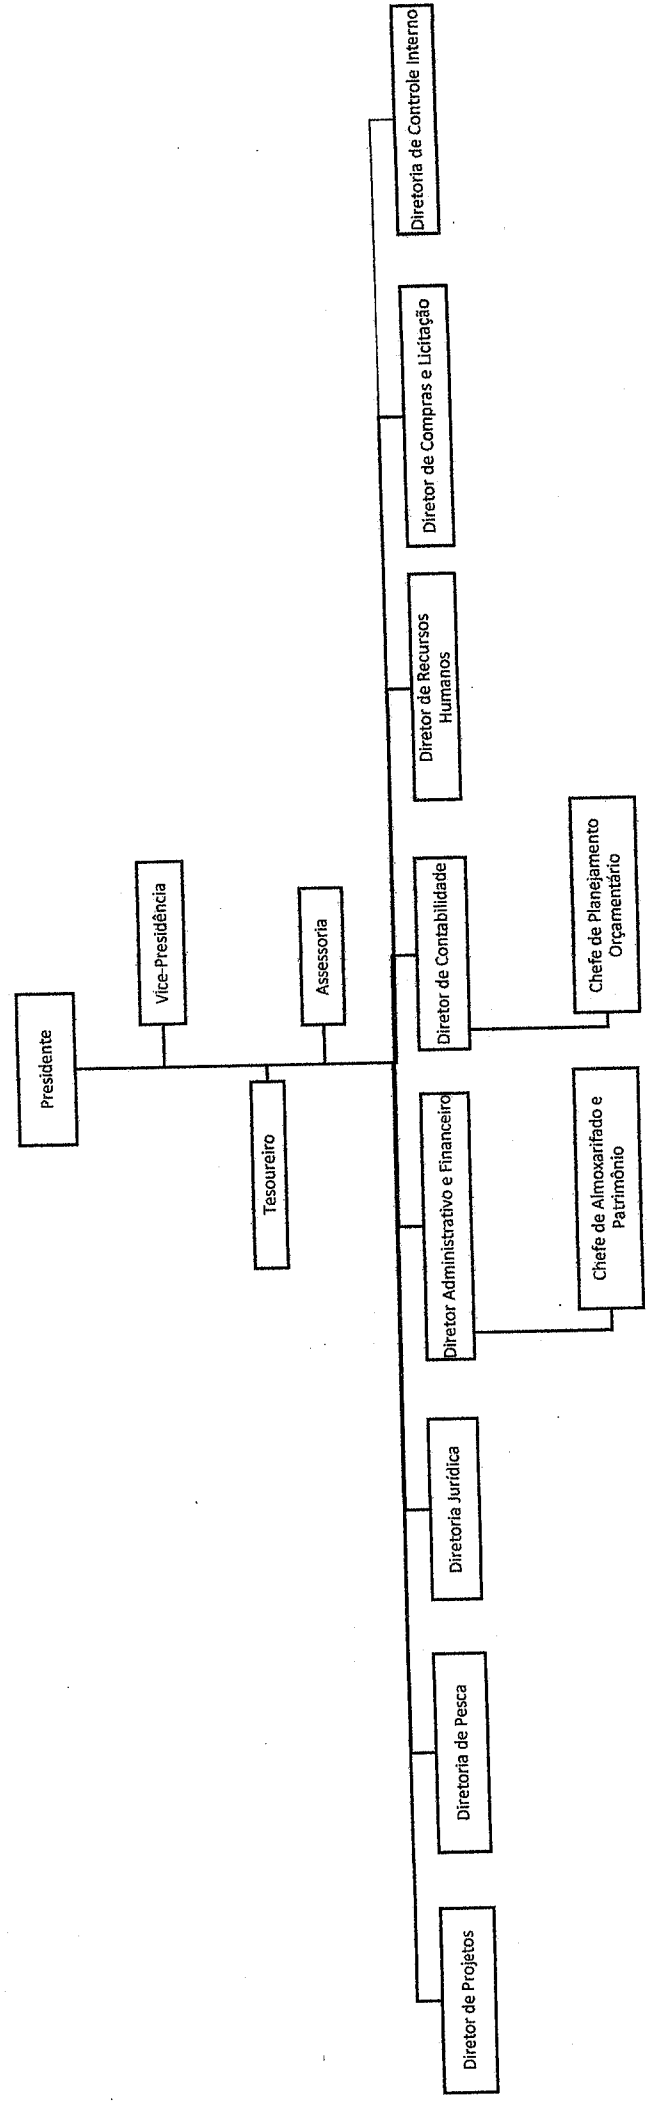 Presidente
Vice-Presidência
Tesoureiro
Assessoria
Diretor de Projetos
Diretoria de Pesca
Diretoria Jurídica
Diretor Administrativo e Financeiro
Diretor de Contabilidade
Diretor de Recursos
Humanos
Diretor de Compras e Licitação
Diretoria de Controle Interno
Chefe de Almoxarifado e
Patrimônio
Chefe de Planejamento
Orçamentário